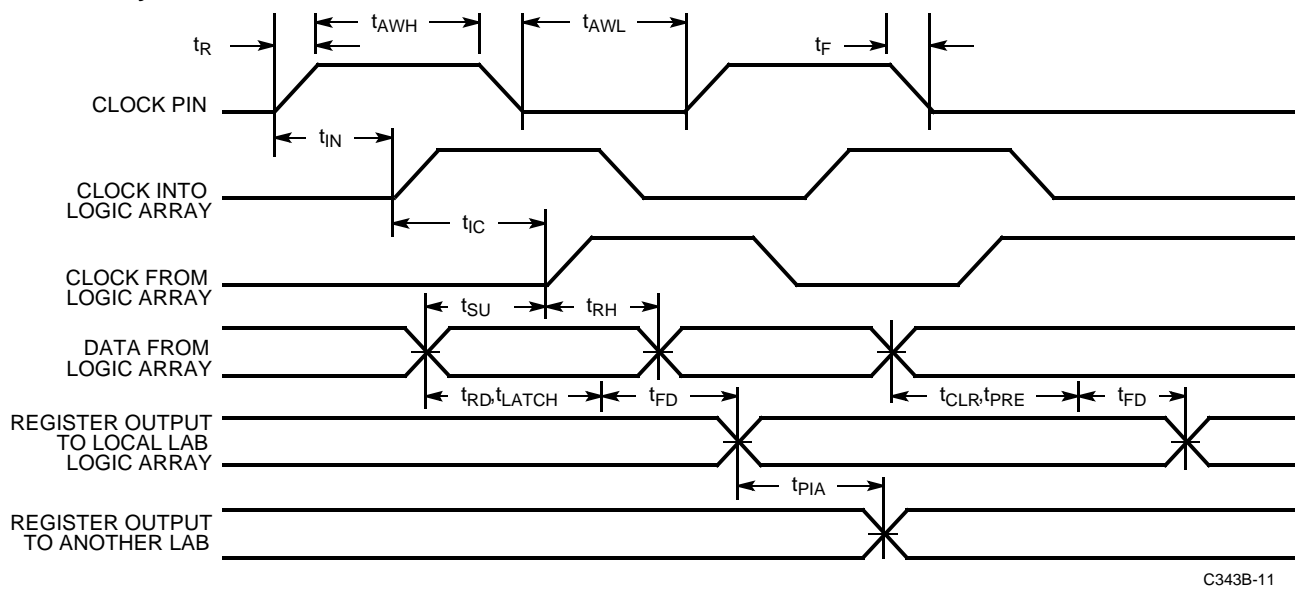 tR
tAWH
tAWL
tF
CLOCK PIN
tIN
CLOCK INTO
LOGIC ARRAY
tIC
CLOCK FROM
LOGIC ARRAY
tSU
tRH
DATA FROM
LOGIC ARRAY
tRD,tLATCH
tFD
tCLR,tPRE
tFD
REGISTER OUTPUT
TO LOCAL LAB
LOGIC ARRAY
tPIA
REGISTER OUTPUT
TO ANOTHER LAB
C343B-11